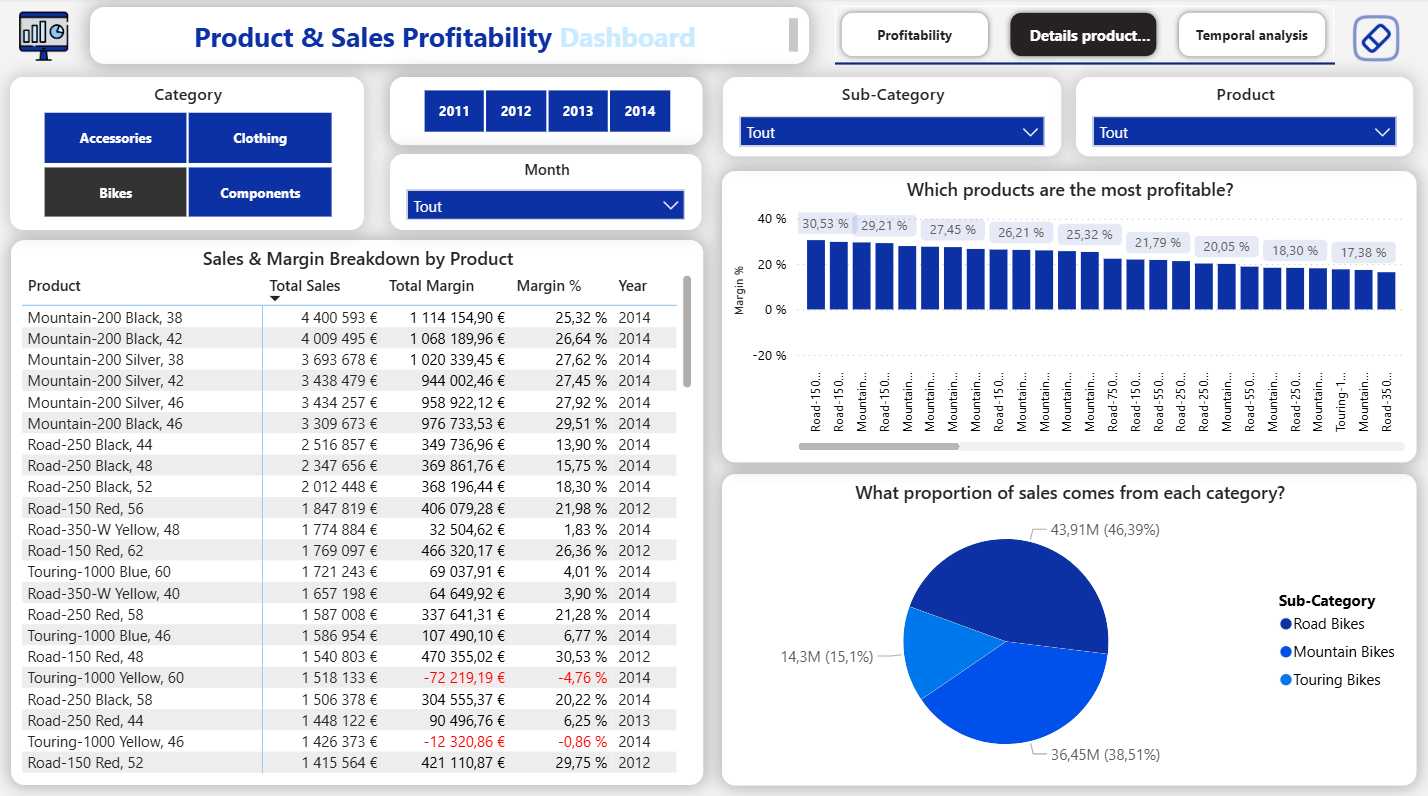 Product & Sales Profitability Dashboard
Profitability
Details product...
Temporal analysis
Category
Accessories
Clothing
Bikes
Components
2011 2012 2013 2014
Month
Tout
Sub-Category
Tout
Product
Tout
Sales & Margin Breakdown by Product
Product Total Sales Total Margin Margin % Year
Mountain-200 Black, 38 4 400 593 € 1 114 154,90 € 25,32 % 2014
Mountain-200 Black, 42 4 009 495 € 1 068 189,96 € 26,64 % 2014
Mountain-200 Silver, 38 3 693 678 € 1 020 339,45 € 27,62 % 2014
Mountain-200 Silver, 42 3 438 479 € 944 002,46 € 27,45 % 2014
Mountain-200 Silver, 46 3 434 257 € 958 922,12 € 27,92 % 2014
Mountain-200 Black, 46 3 309 673 € 976 733,53 € 29,51 % 2014
Road-250 Black, 44 2 516 857 € 349 736,96 € 13,90 % 2014
Road-250 Black, 48 2 347 656 € 369 861,76 € 15,75 % 2014
Road-250 Black, 52 2 012 448 € 368 196,44 € 18,30 % 2014
Road-150 Red, 56 1 847 819 € 406 079,28 € 21,98 % 2012
Road-350-W Yellow, 48 1 774 884 € 32 504,62 € 1,83 % 2014
Road-150 Red, 62 1 769 097 € 466 320,17 € 26,36 % 2012
Touring-1000 Blue, 60 1 721 243 € 69 037,91 € 4,01 % 2014
Road-350-W Yellow, 40 1 657 198 € 64 649,92 € 3,90 % 2014
Road-250 Red, 58 1 587 008 € 337 641,31 € 21,28 % 2014
Touring-1000 Blue, 46 1 586 954 € 107 490,10 € 6,77 % 2014
Road-150 Red, 48 1 540 803 € 470 355,02 € 30,53 % 2012
Touring-1000 Yellow, 60 1 518 133 € -72 219,19 € -4,76 % 2014
Road-250 Black, 58 1 506 378 € 304 555,37 € 20,22 % 2014
Road-250 Red, 44 1 448 122 € 90 496,76 € 6,25 % 2013
Touring-1000 Yellow, 46 1 426 373 € -12 320,86 € -0,86 % 2014
Road-150 Red, 52 1 415 564 € 421 110,87 € 29,75 % 2012
Which products are the most profitable?
Margin %
40 %
20 %
0 %
-20 %
30,53 % 29,21 % 27,45 % 26,21 % 25,32 % 21,79 % 20,05 % 18,30 % 17,38 %
Road-150...
Road-150...
Mountain...
Road-150...
Mountain...
Mountain...
Mountain...
Mountain...
Road-150...
Mountain...
Mountain...
Mountain...
Mountain...
Road-750...
Road-150...
Road-550...
Road-250...
Road-250...
Mountain...
Road-550...
Mountain...
Road-250...
Mountain...
Touring-1...
Mountain...
Road-350...
What proportion of sales comes from each category?
43,91M (46,39%)
14,3M (15,1%)
36,45M (38,51%)
Sub-Category
Road Bikes
Mountain Bikes
Touring Bikes